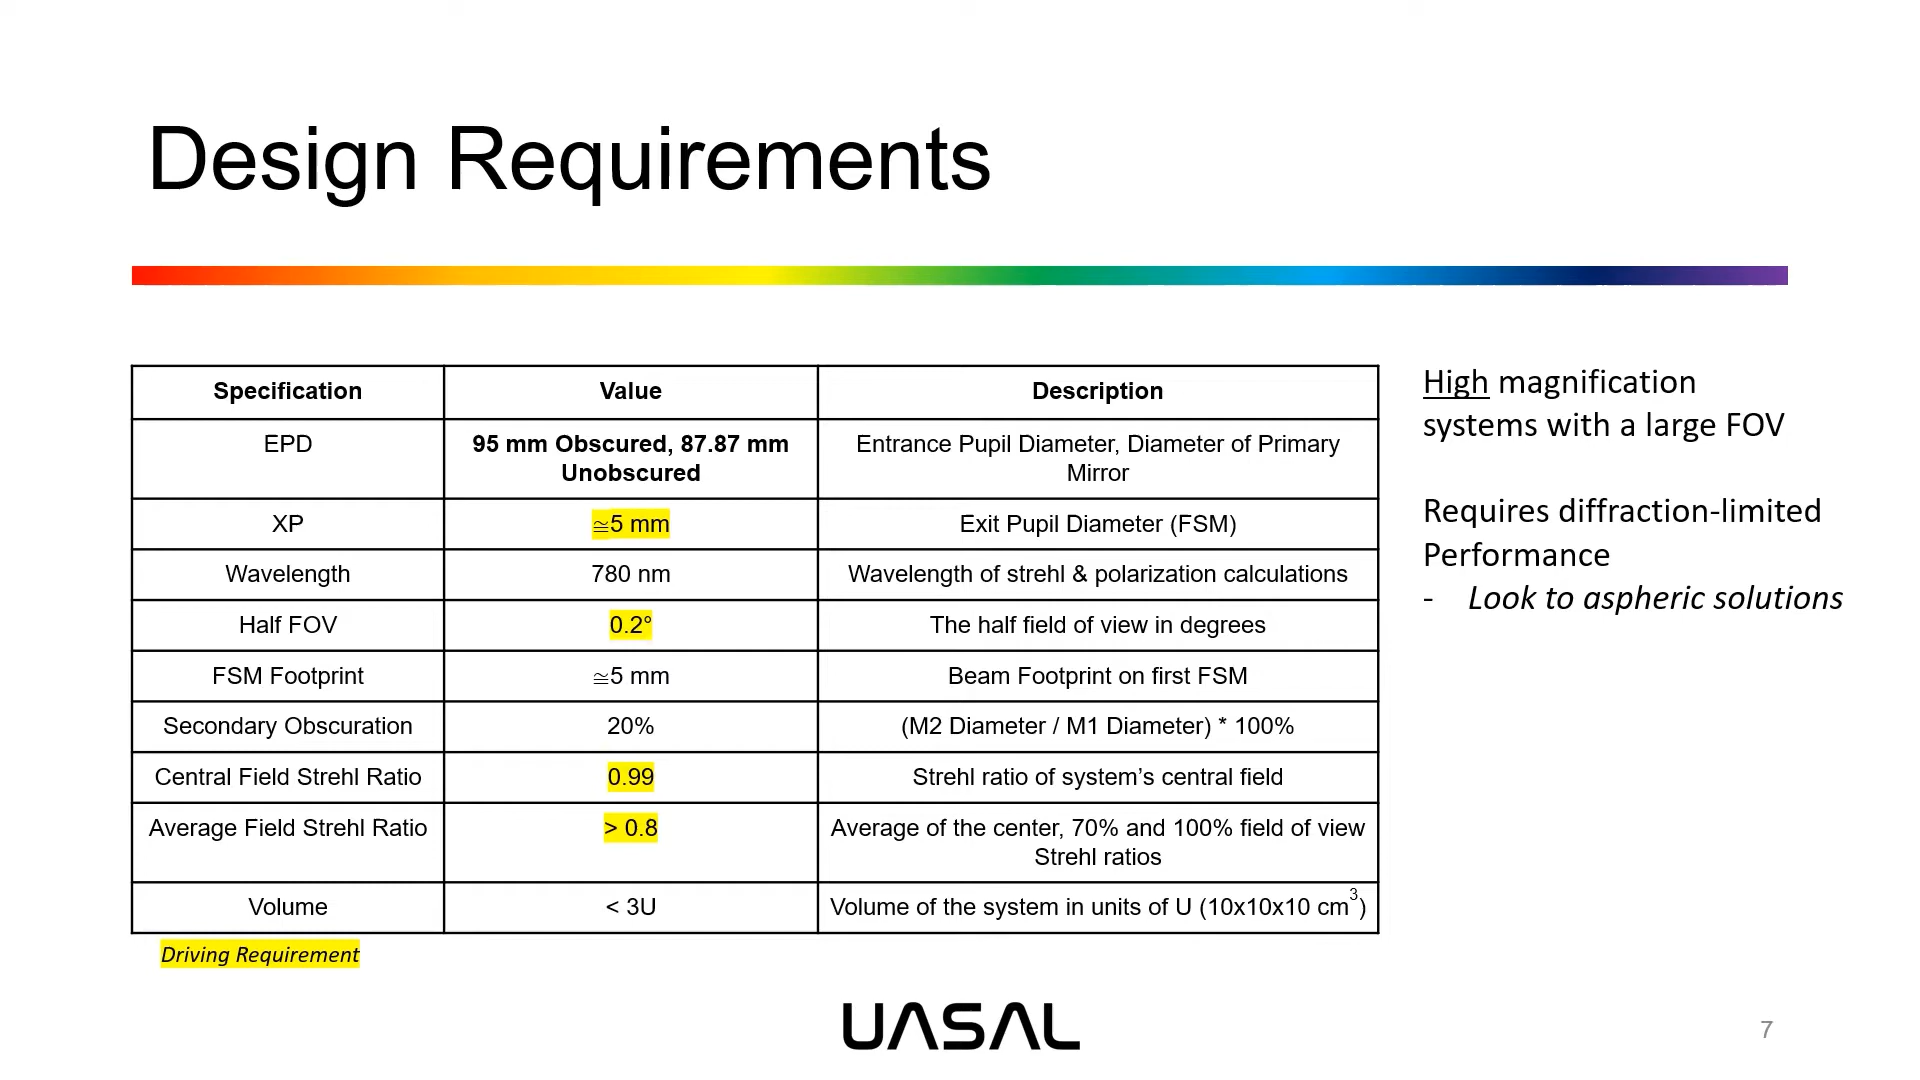 Design Requirements
Specification Value Description
EPD 95 mm Obscured, 87.87 mm Entrance Pupil Diameter, Diameter of Primary
Unobscured Mirror
XP ≅5 mm Exit Pupil Diameter (FSM)
Wavelength 780 nm Wavelength of strehl & polarization calculations
Half FOV 0.2° The half field of view in degrees
FSM Footprint ≅5 mm Beam Footprint on first FSM
Secondary Obscuration 20% (M2 Diameter / M1 Diameter) * 100%
Central Field Strehl Ratio 0.99 Strehl ratio of system’s central field
Average Field Strehl Ratio > 0.8 Average of the center, 70% and 100% field of view
Strehl ratios
Volume < 3U Volume of the system in units of U (10x10x10 cm³)
Driving Requirement
High magnification
systems with a large FOV
Requires diffraction-limited
Performance
- Look to aspheric solutions
UASAL
7